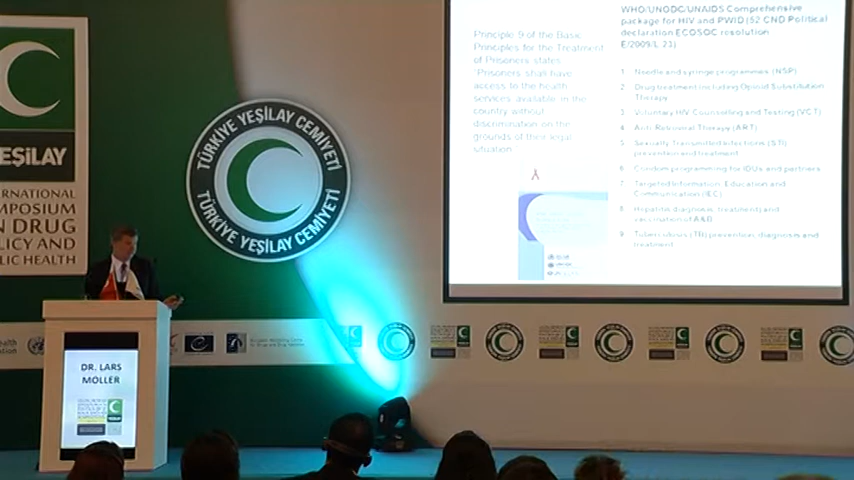 WHO/UNODC/UNAIDS Comprehensive
package for HIV and PWID (52 CND Political
declaration ECOSOC resolution
E/2009/L.23)
Principle 9 of the Basic
Principles for the Treatment
of Prisoners states
"Prisoners shall have
access to the health
services available in the
country without
discrimination on the
grounds of their legal
situation
1 Needle and syringe programmes (NSP)
2 Drug treatment including Opioid Substitution
Therapy
3 Voluntary HIV Counselling and Testing (VCT)
4 Anti-Retroviral Therapy (ART)
5 Sexually Transmitted Infections (STI)
prevention and treatment
6 Condom programming for IDUs and partners
7 Targeted Information, Education and
Communication (IEC)
8 Hepatitis diagnosis, treatment and
vaccination of A&B
9 Tuberculosis (TB) prevention, diagnosis and
treatment
TÜRKİYE YEŞİLAY CEMİYETİ
TÜRKİYE YEŞİLAY CEMİYETİ
YEŞİLAY
SYMPOSIUM
DRUG
POLICY AND
HEALTH
DR. LARS
MOLLER